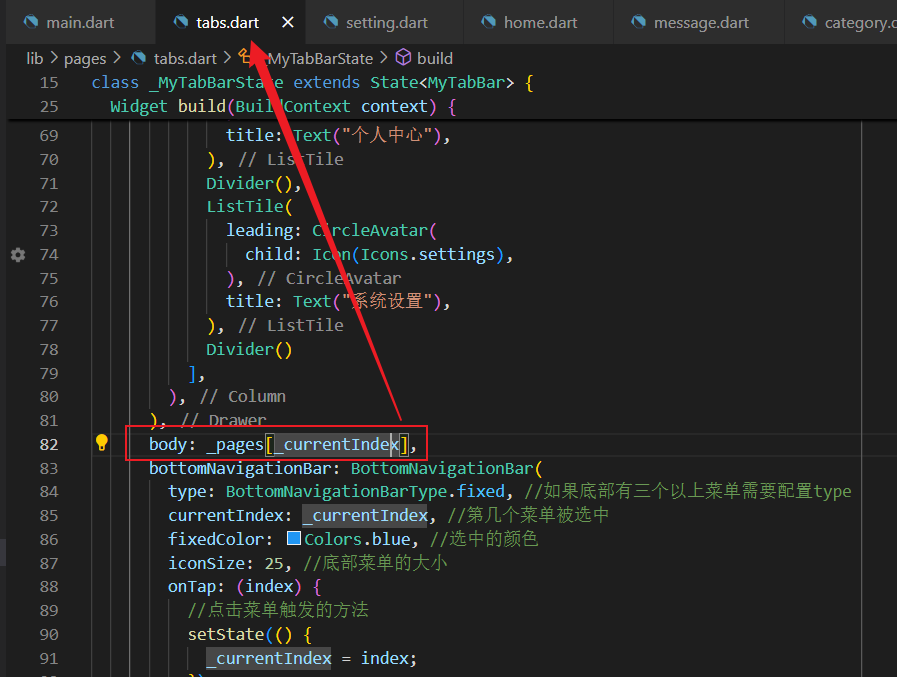 main.dart tabs.dart setting.dart home.dart message.dart category.c
lib > pages > tabs.dart > _MyTabBarState > build
15 class _MyTabBarState extends State<MyTabBar> {
25 Widget build(BuildContext context) {
69 title: Text("个人中心"),
70 ), // ListTile
71 Divider(),
72 ListTile(
73 leading: CircleAvatar(
74 child: Icon(Icons.settings),
75 ), // CircleAvatar
76 title: Text("系统设置"),
77 ), // ListTile
78 Divider()
79 ],
80 ), // Column
81 ), // Drawer
82 body: _pages[_currentIndex],
83 bottomNavigationBar: BottomNavigationBar(
84 type: BottomNavigationBarType.fixed, //如果底部有三个以上菜单需要配置type
85 currentIndex: _currentIndex, //第几个菜单被选中
86 fixedColor: Colors.blue, //选中的颜色
87 iconSize: 25, //底部菜单的大小
88 onTap: (index) {
89 //点击菜单触发的方法
90 setState(() {
91 _currentIndex = index;